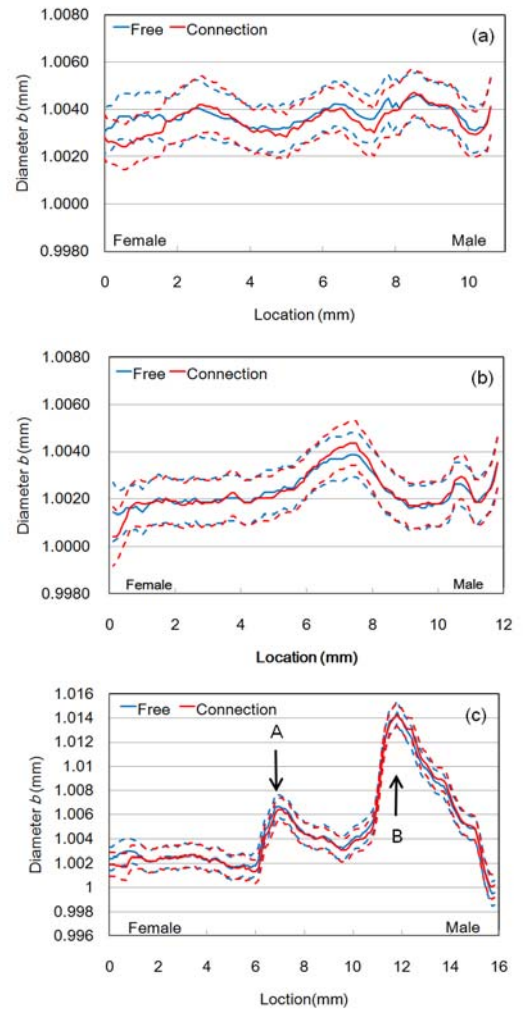 1.0080
Free Connection (a)
1.0060
1.0040
1.0020
1.0000
0.9980
Diameter b (mm)
Female Male
0 2 4 6 8 10
Location (mm)
1.0080
Free Connection (b)
1.0060
1.0040
1.0020
1.0000
0.9980
Diameter b (mm)
Female Male
0 2 4 6 8 10 12
Location (mm)
1.016
Free Connection (c)
1.014
1.012
1.01
1.008
1.006
1.004
1.002
1
0.998
0.996
Diameter b (mm)
A
B
Female Male
0 2 4 6 8 10 12 14 16
Loction(mm)